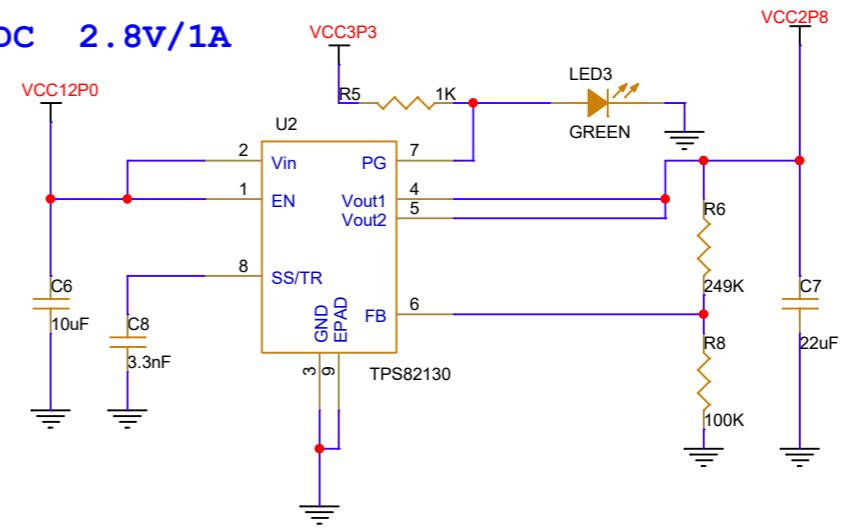 DC 2.8V/1A
VCC2P8
VCC3P3
VCC12P0
LED3
R5 1K
GREEN
U2
2 Vin
PG 7
1 EN
Vout1 4
Vout2 5
R6
249K
8 SS/TR
FB 6
GND
EPAD
C6
10uF
C8
3.3nF
C7
22uF
R8
100K
3
9
TPS82130